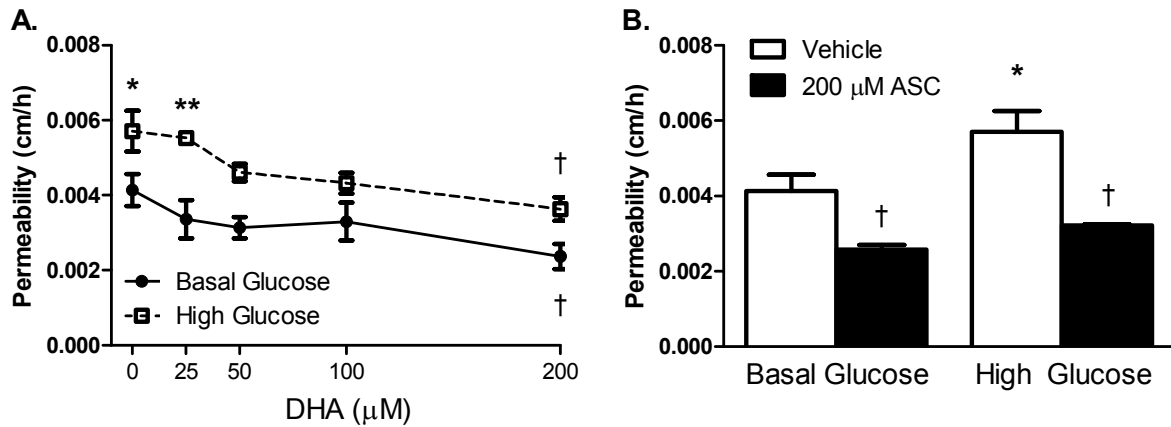 A.
0.008
0.006
0.004
0.002
0.000
Permeability (cm/h)
*
**
†
†
Basal Glucose
High Glucose
0 25 50 100 200
DHA (μM)
B.
0.008
0.006
0.004
0.002
0.000
Permeability (cm/h)
Vehicle
200 μM ASC
*
†
†
Basal Glucose High Glucose